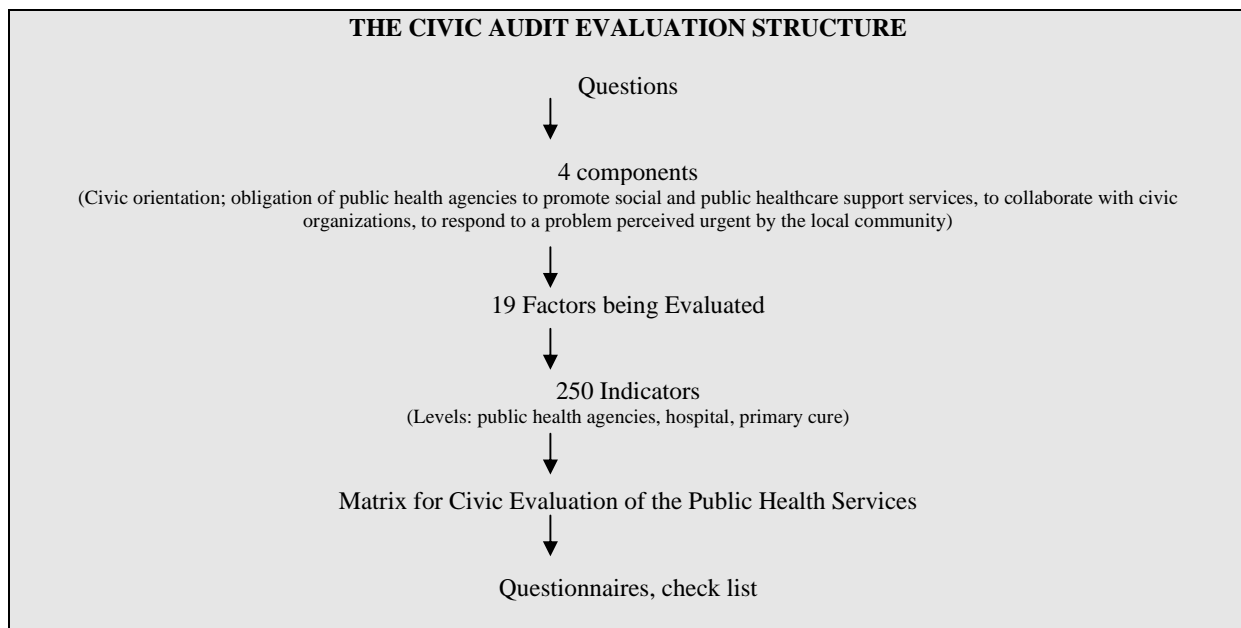 THE CIVIC AUDIT EVALUATION STRUCTURE
Questions
4 components
(Civic orientation; obligation of public health agencies to promote social and public healthcare support services, to collaborate with civic
organizations, to respond to a problem perceived urgent by the local community)
19 Factors being Evaluated
250 Indicators
(Levels: public health agencies, hospital, primary cure)
Matrix for Civic Evaluation of the Public Health Services
Questionnaires, check list